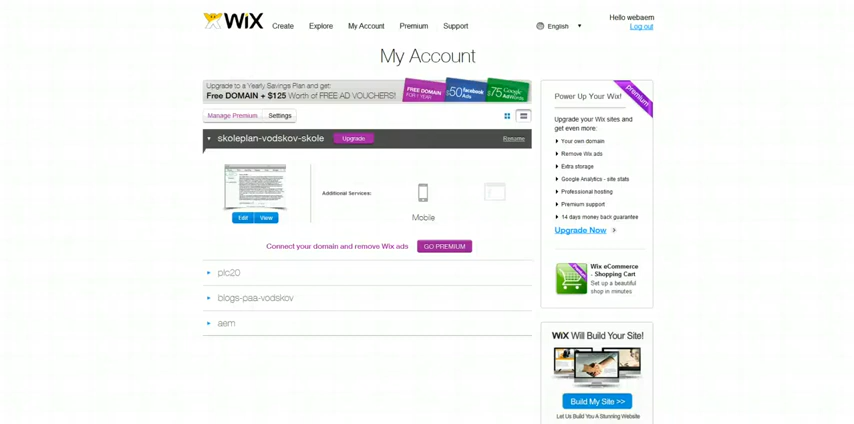 WiX
Create
Explore
My Account
Premium
Support
English
Hello webaem
Log out
My Account
Upgrade to a Yearly Savings Plan and get:
Free DOMAIN + $125 Worth of FREE AD VOUCHERS!
FREE DOMAIN
FOR 1 YEAR
$50 facebook Ads
$75 Google AdWords
Manage Premium
Settings
skoleplan-vodskov-skole
Upgrade
Rename
Edit
View
Additional Services:
Mobile
Connect your domain and remove Wix ads
GO PREMIUM
plc20
blogs-paa-vodskov
aem
Power Up Your Wix!
premium
Upgrade your Wix sites and
get even more:
Your own domain
Remove Wix ads
Extra storage
Google Analytics - site stats
Professional hosting
Premium support
14 days money back guarantee
Upgrade Now
Wix eCommerce
- Shopping Cart
Set up a beautiful
shop in minutes
WiX Will Build Your Site!
Build My Site >>
Let Us Build You A Stunning Website